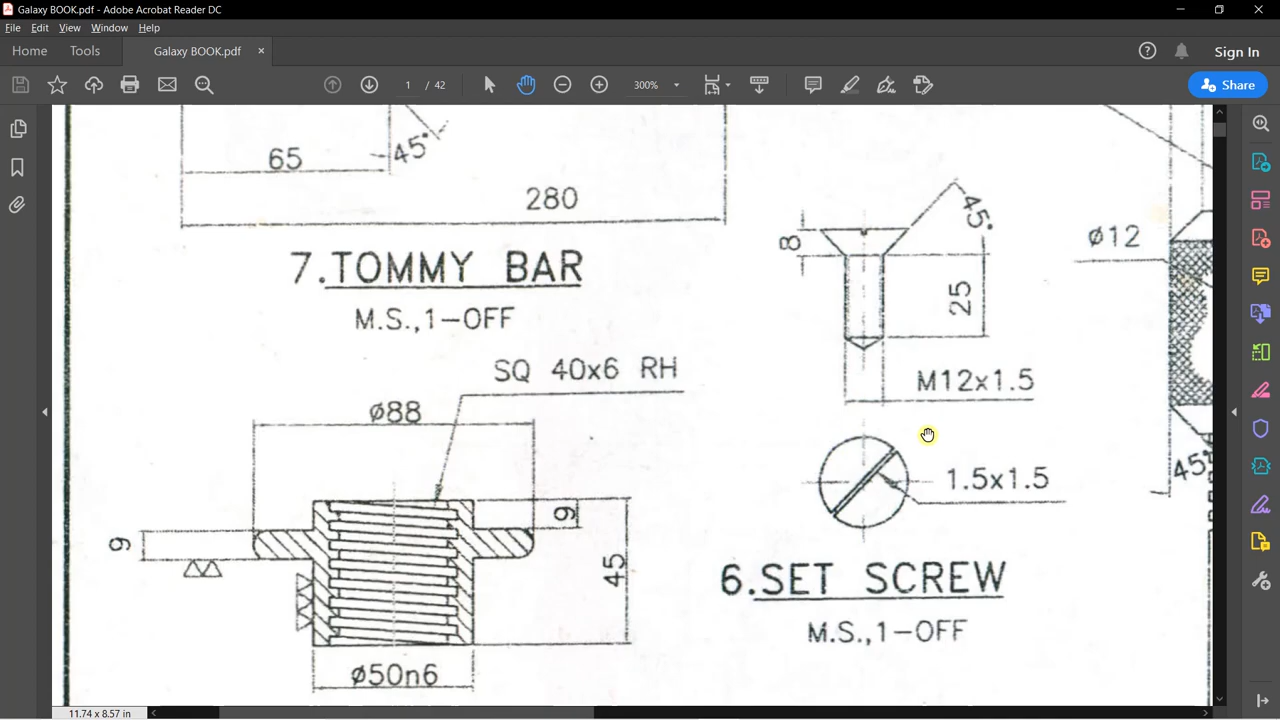 Galaxy BOOK.pdf - Adobe Acrobat Reader DC
File Edit View Window Help
Home Tools Galaxy BOOK.pdf × Sign In
1 / 42 300% Share
65
45°
280
7.TOMMY BAR
M.S.,1-OFF
8
45°
25
M12x1.5
1.5x1.5
6.SET SCREW
M.S.,1-OFF
SQ 40x6 RH
ø88
9
9
45
ø50n6
ø12
45°
11.74 x 8.57 in